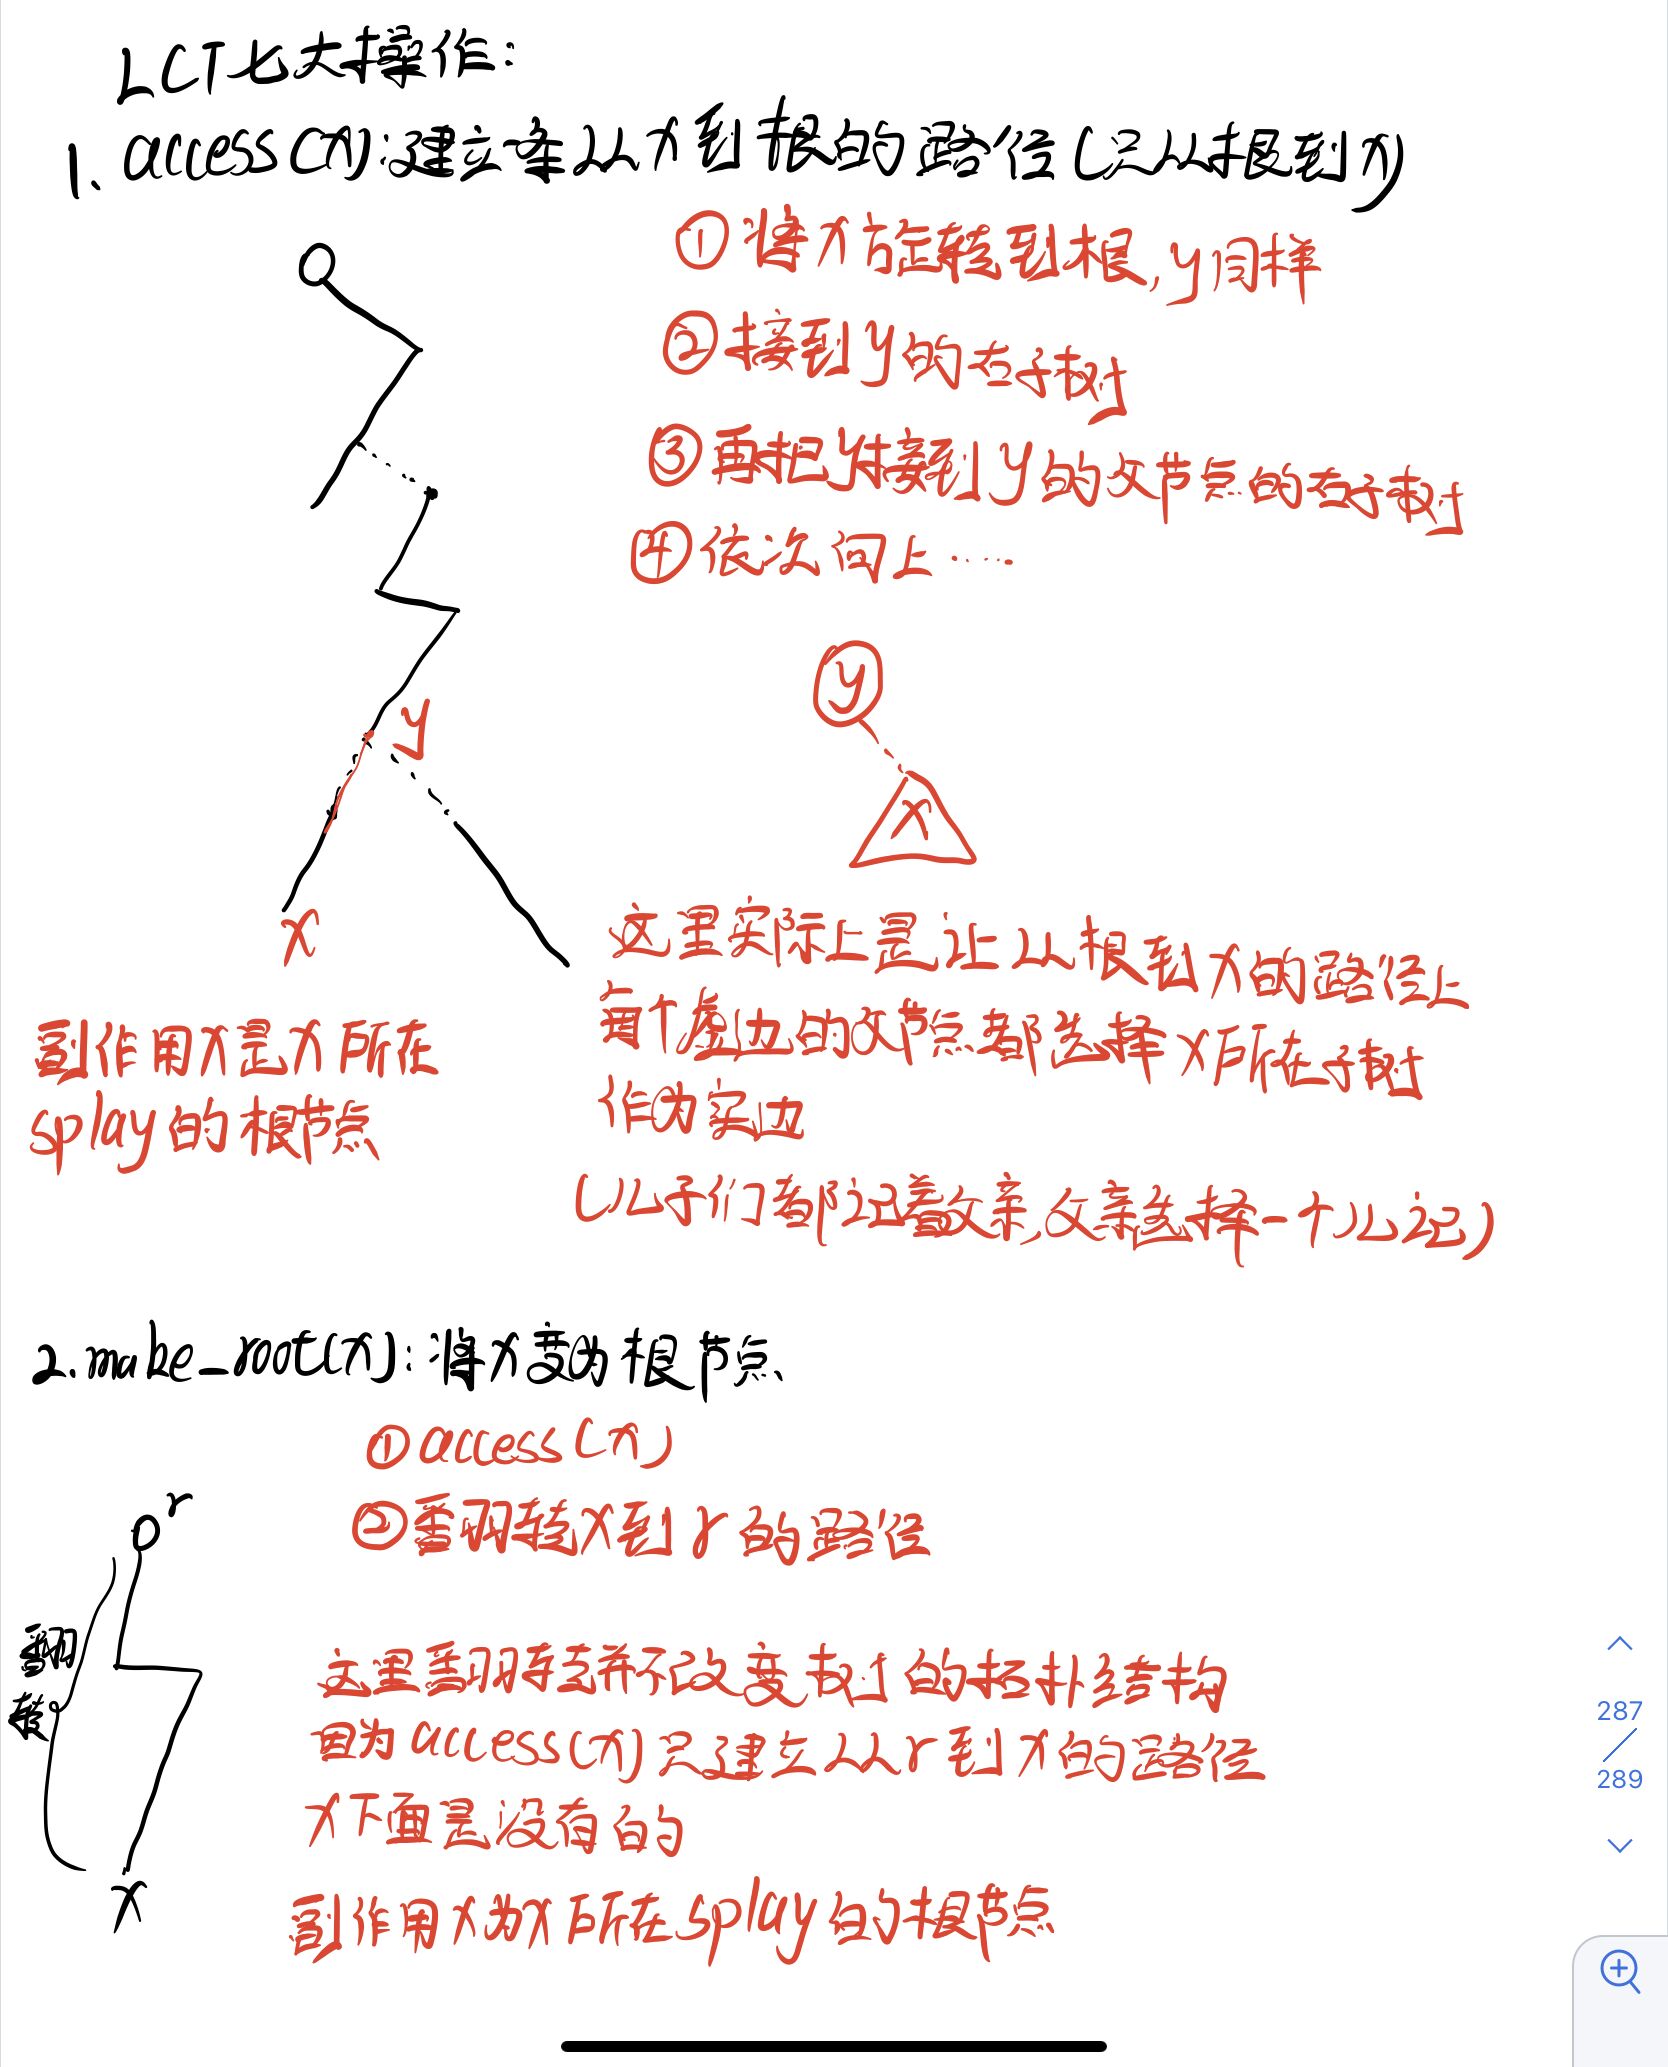 LCT七大操作:
1. access(x):建立一条从x到根的路径(只从根到x)
①将x旋转到根,y同样
②接到y的右子树
③再把y接到y的父节点的右子树
④依次向上……
y
y
x
x
这里实际上是让从根到x的路径上
每个虚边的父节点都选择x所在子树
作为实边
(儿子们都记着父亲,父亲选择一个儿记)
副作用x是x所在
splay的根节点
2.make_root(x):将x变为根节点
①access(x)
②翻转x到r的路径
r
翻
转
x
这里翻转并不改变树的拓扑结构
因为access(x)只建立从r到x的路径
x下面是没有的
副作用x为x所在splay的根节点
287
289